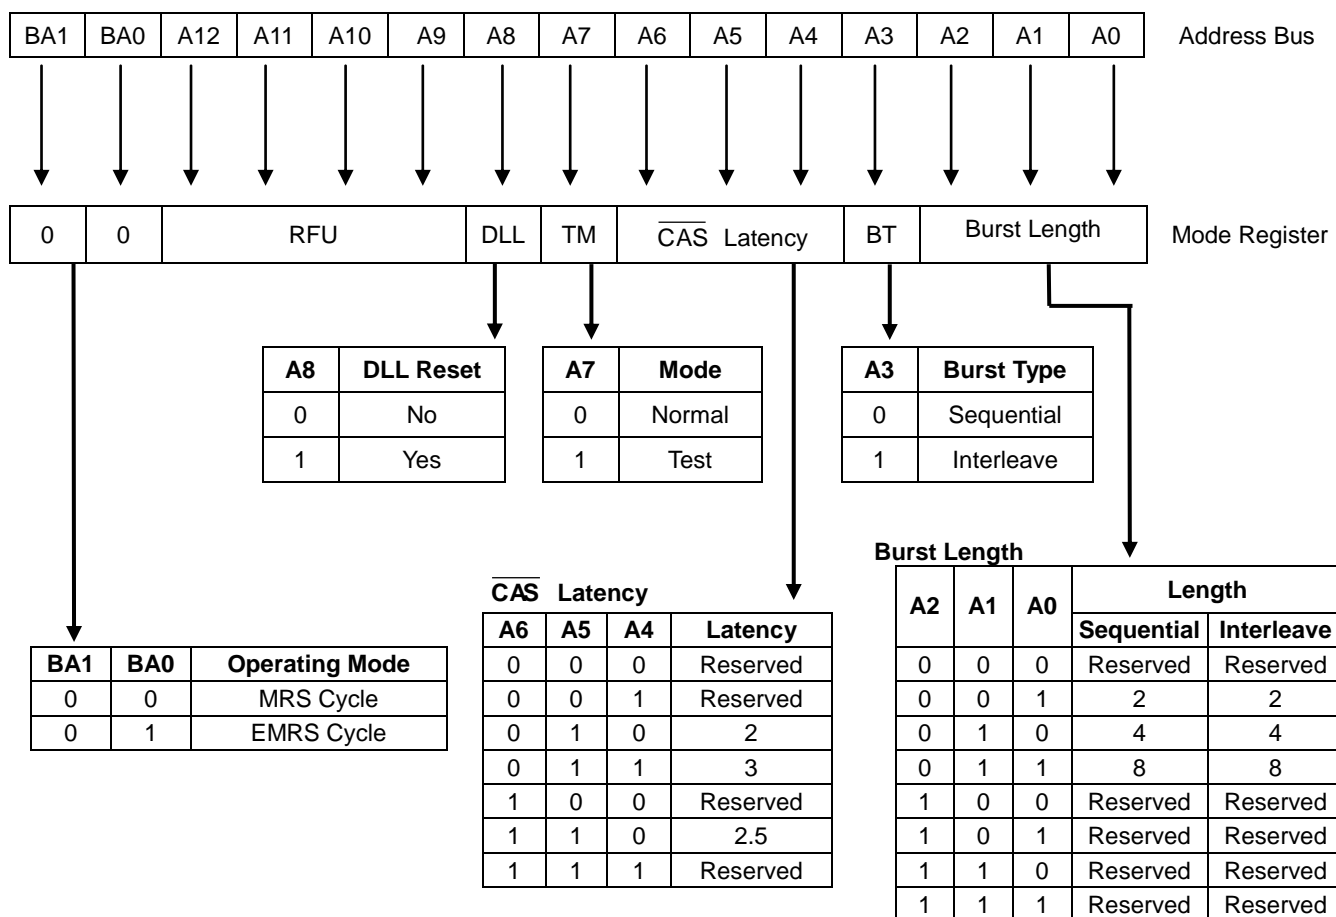 BA1 BA0 A12 A11 A10 A9 A8 A7 A6 A5 A4 A3 A2 A1 A0 Address Bus
0 0 RFU DLL TM CAS Latency BT Burst Length Mode Register
A8 DLL Reset
0 No
1 Yes
A7 Mode
0 Normal
1 Test
A3 Burst Type
0 Sequential
1 Interleave
BA1 BA0 Operating Mode
0 0 MRS Cycle
0 1 EMRS Cycle
CAS Latency
A6 A5 A4 Latency
0 0 0 Reserved
0 0 1 Reserved
0 1 0 2
0 1 1 3
1 0 0 Reserved
1 1 0 2.5
1 1 1 Reserved
Burst Length
A2 A1 A0 Length
Sequential Interleave
0 0 0 Reserved Reserved
0 0 1 2 2
0 1 0 4 4
0 1 1 8 8
1 0 0 Reserved Reserved
1 0 1 Reserved Reserved
1 1 0 Reserved Reserved
1 1 1 Reserved Reserved